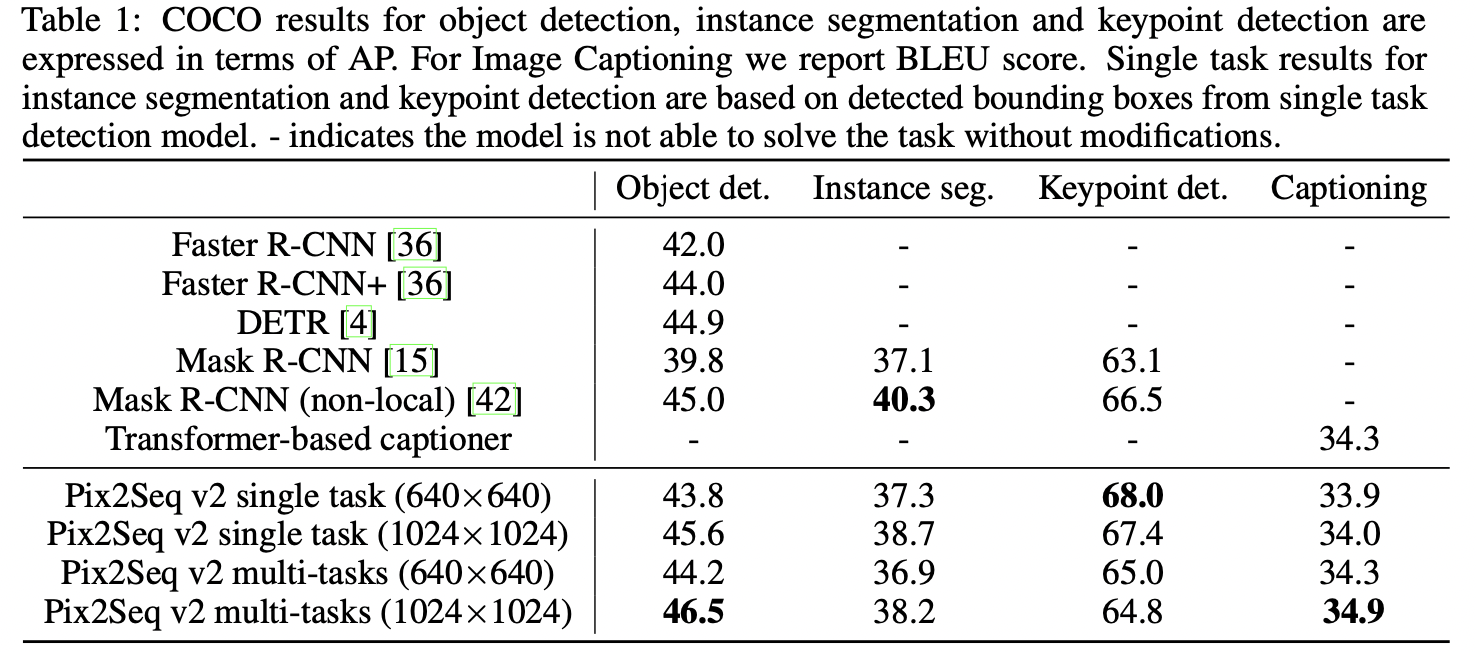 Table 1: COCO results for object detection, instance segmentation and keypoint detection are
expressed in terms of AP. For Image Captioning we report BLEU score. Single task results for
instance segmentation and keypoint detection are based on detected bounding boxes from single task
detection model. - indicates the model is not able to solve the task without modifications.
Object det. Instance seg. Keypoint det. Captioning
Faster R-CNN [36] 42.0 - - -
Faster R-CNN+ [36] 44.0 - - -
DETR [4] 44.9 - - -
Mask R-CNN [15] 39.8 37.1 63.1 -
Mask R-CNN (non-local) [42] 45.0 40.3 66.5 -
Transformer-based captioner - - - 34.3
Pix2Seq v2 single task (640×640) 43.8 37.3 68.0 33.9
Pix2Seq v2 single task (1024×1024) 45.6 38.7 67.4 34.0
Pix2Seq v2 multi-tasks (640×640) 44.2 36.9 65.0 34.3
Pix2Seq v2 multi-tasks (1024×1024) 46.5 38.2 64.8 34.9